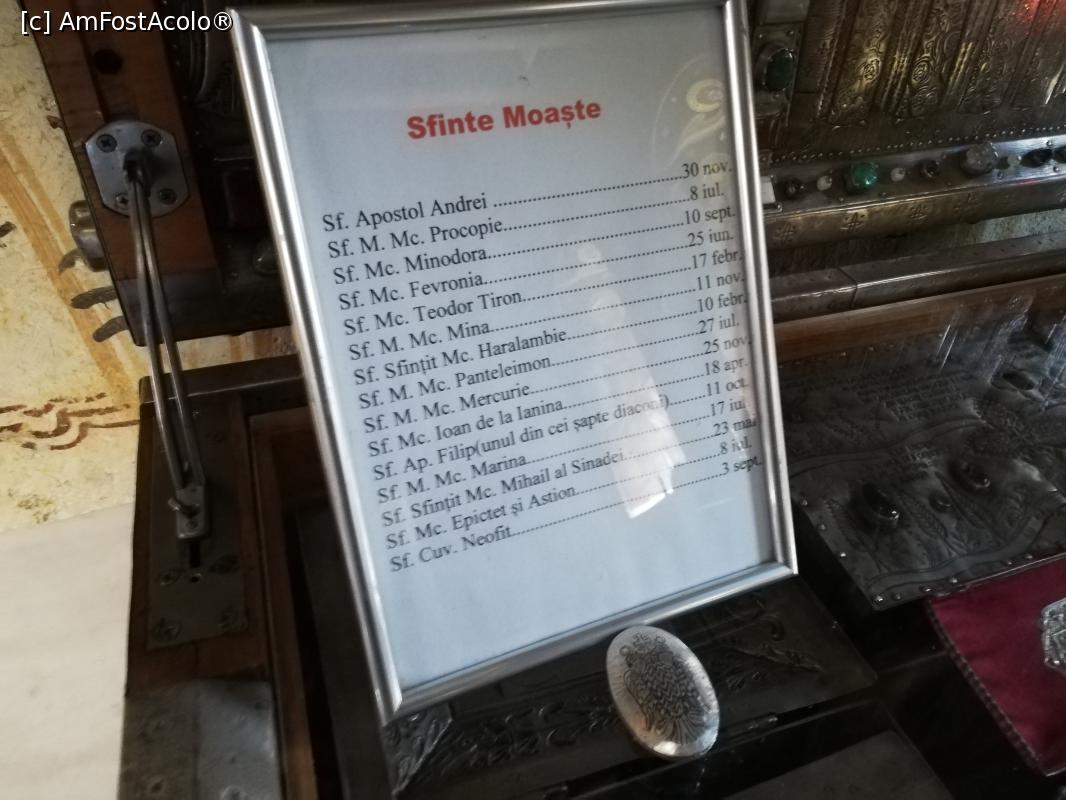 [c] AmFostAcolo®
Sfinte Moaște
Sf. Apostol Andrei ........................................30 nov.
Sf. M. Mc. Procopie........................................8 iul.
Sf. Mc. Minodora........................................10 sept.
Sf. Mc. Fevronia........................................25 iun.
Sf. Mc. Teodor Tiron........................................17 febr.
Sf. M. Mc. Mina........................................11 nov.
Sf. Sfințit Mc. Haralambie........................................10 febr.
Sf. M. Mc. Panteleimon........................................27 iul.
Sf. M. Mc. Mercurie........................................25 nov.
Sf. Mc. Ioan de la Ianina........................................18 apr.
Sf. Ap. Filip(unul din cei șapte diaconi)..........11 oct.
Sf. M. Mc. Marina........................................17 iul.
Sf. Sfințit Mc. Mihail al Sinadei....................23 mai
Sf. Mc. Epictet și Astion........................................8 iul.
Sf. Cuv. Neofit........................................3 sept.